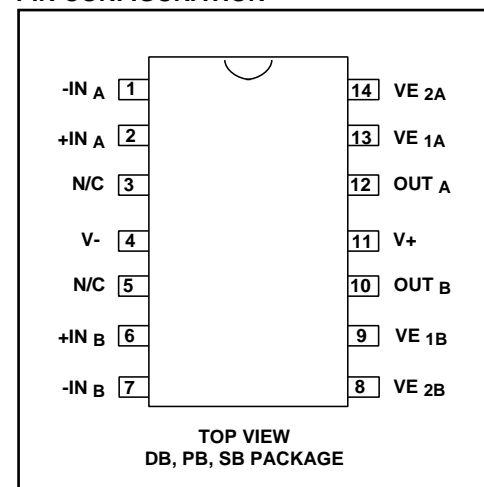 -IN A 1 14 VE 2A
+IN A 2 13 VE 1A
N/C 3 12 OUT A
V- 4 11 V+
N/C 5 10 OUT B
+IN B 6 9 VE 1B
-IN B 7 8 VE 2B
TOP VIEW
DB, PB, SB PACKAGE